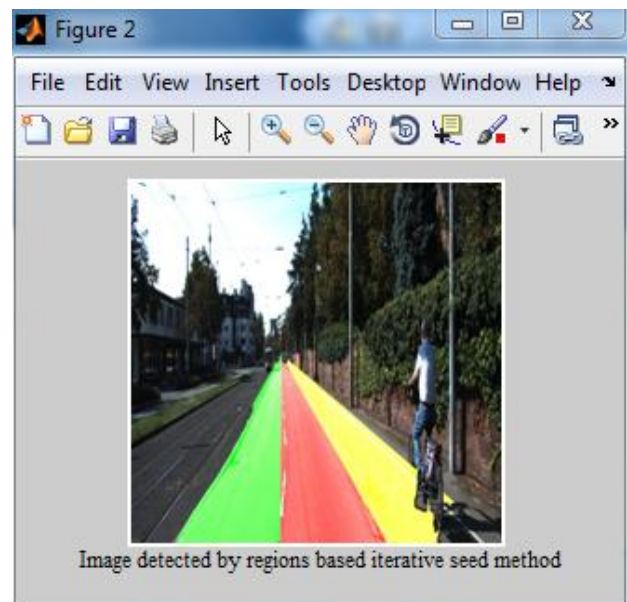 Figure 2
File Edit View Insert Tools Desktop Window Help
Image detected by regions based iterative seed method